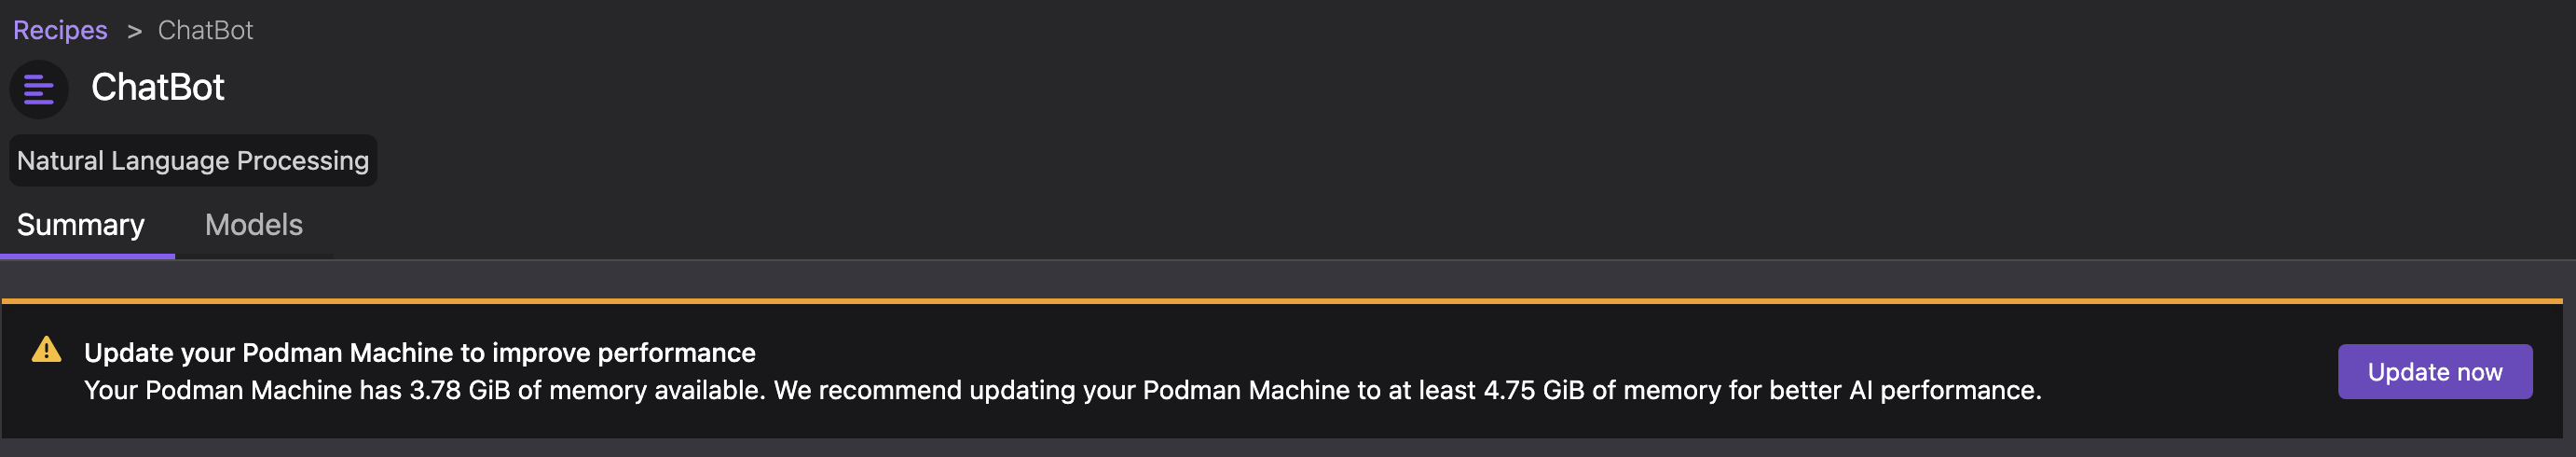 Recipes > ChatBot
ChatBot
Natural Language Processing
Summary Models
Update your Podman Machine to improve performance
Your Podman Machine has 3.78 GiB of memory available. We recommend updating your Podman Machine to at least 4.75 GiB of memory for better AI performance.
Update now